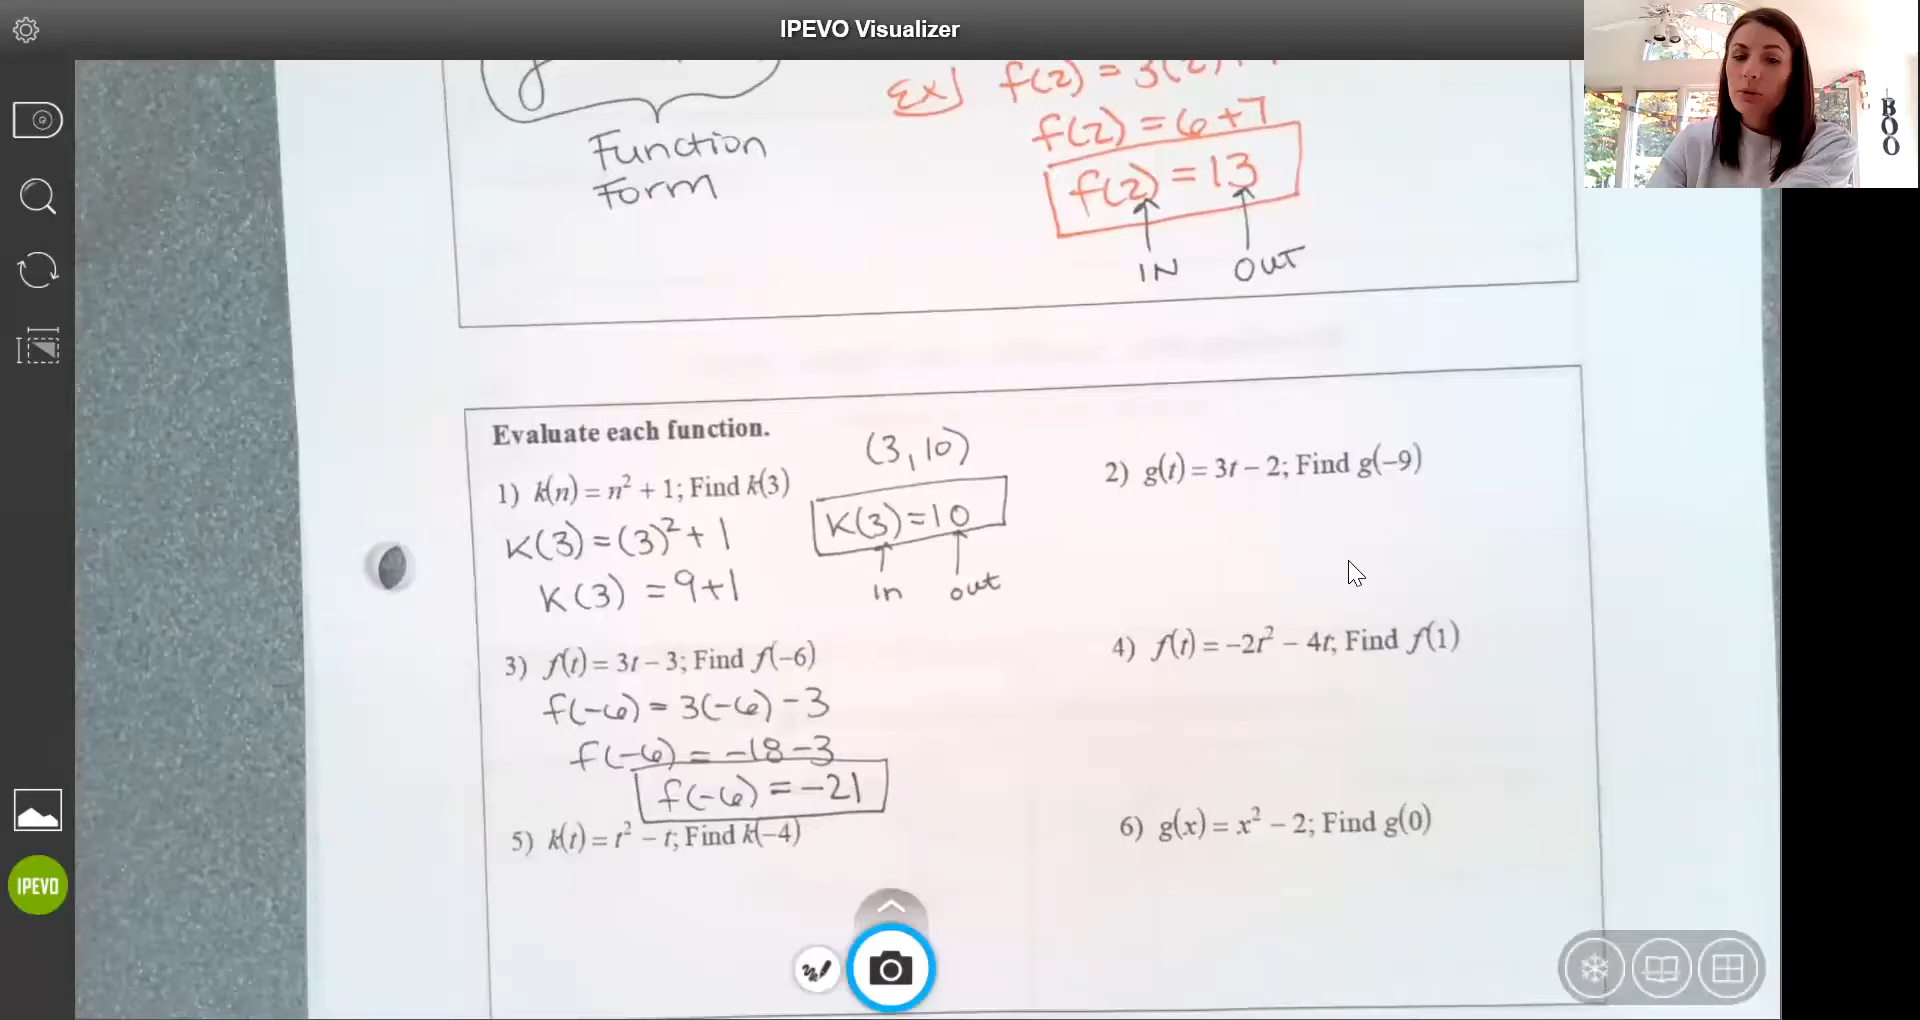 IPEVO Visualizer
Ex) f(2) = 3(2)
f(2) = 6+7
f(2) = 13
IN OUT
Function
Form
BOO
Evaluate each function.
(3,10)
1) k(n) = n² + 1; Find k(3)
K(3) = (3)² + 1
K(3) = 9+1
K(3) = 10
In out
2) g(t) = 3t − 2; Find g(−9)
3) f(t) = 3t − 3; Find f(−6)
f(-6) = 3(-6) - 3
f(-6) = -18 - 3
f(-6) = -21
4) f(t) = −2t² − 4t; Find f(1)
5) k(t) = t² − t; Find k(−4)
6) g(x) = x² − 2; Find g(0)
IPEVO